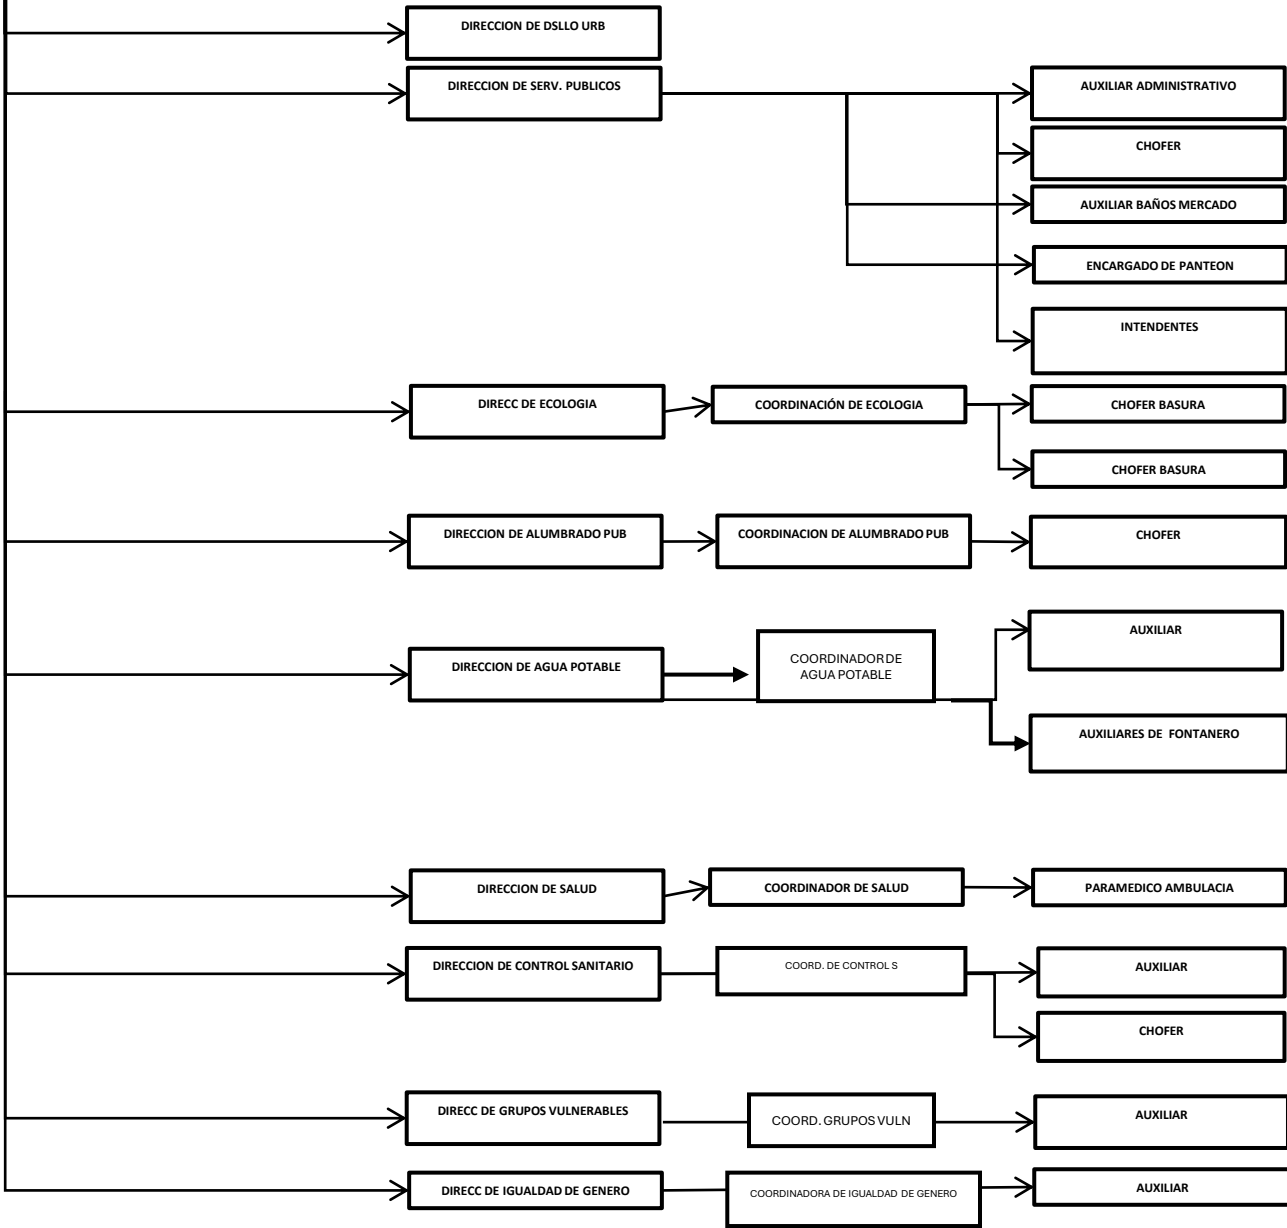 DIRECCION DE DSLLO URB
DIRECCION DE SERV. PUBLICOS
AUXILIAR ADMINISTRATIVO
CHOFER
AUXILIAR BAÑOS MERCADO
ENCARGADO DE PANTEON
INTENDENTES
DIRECC DE ECOLOGIA
COORDINACIÓN DE ECOLOGIA
CHOFER BASURA
CHOFER BASURA
DIRECCION DE ALUMBRADO PUB
COORDINACION DE ALUMBRADO PUB
CHOFER
DIRECCION DE AGUA POTABLE
COORDINADOR DE
AGUA POTABLE
AUXILIAR
AUXILIARES DE FONTANERO
DIRECCION DE SALUD
COORDINADOR DE SALUD
PARAMEDICO AMBULACIA
DIRECCION DE CONTROL SANITARIO
COORD. DE CONTROL S
AUXILIAR
CHOFER
DIRECC DE GRUPOS VULNERABLES
COORD. GRUPOS VULN
AUXILIAR
DIRECC DE IGUALDAD DE GENERO
COORDINADORA DE IGUALDAD DE GENERO
AUXILIAR